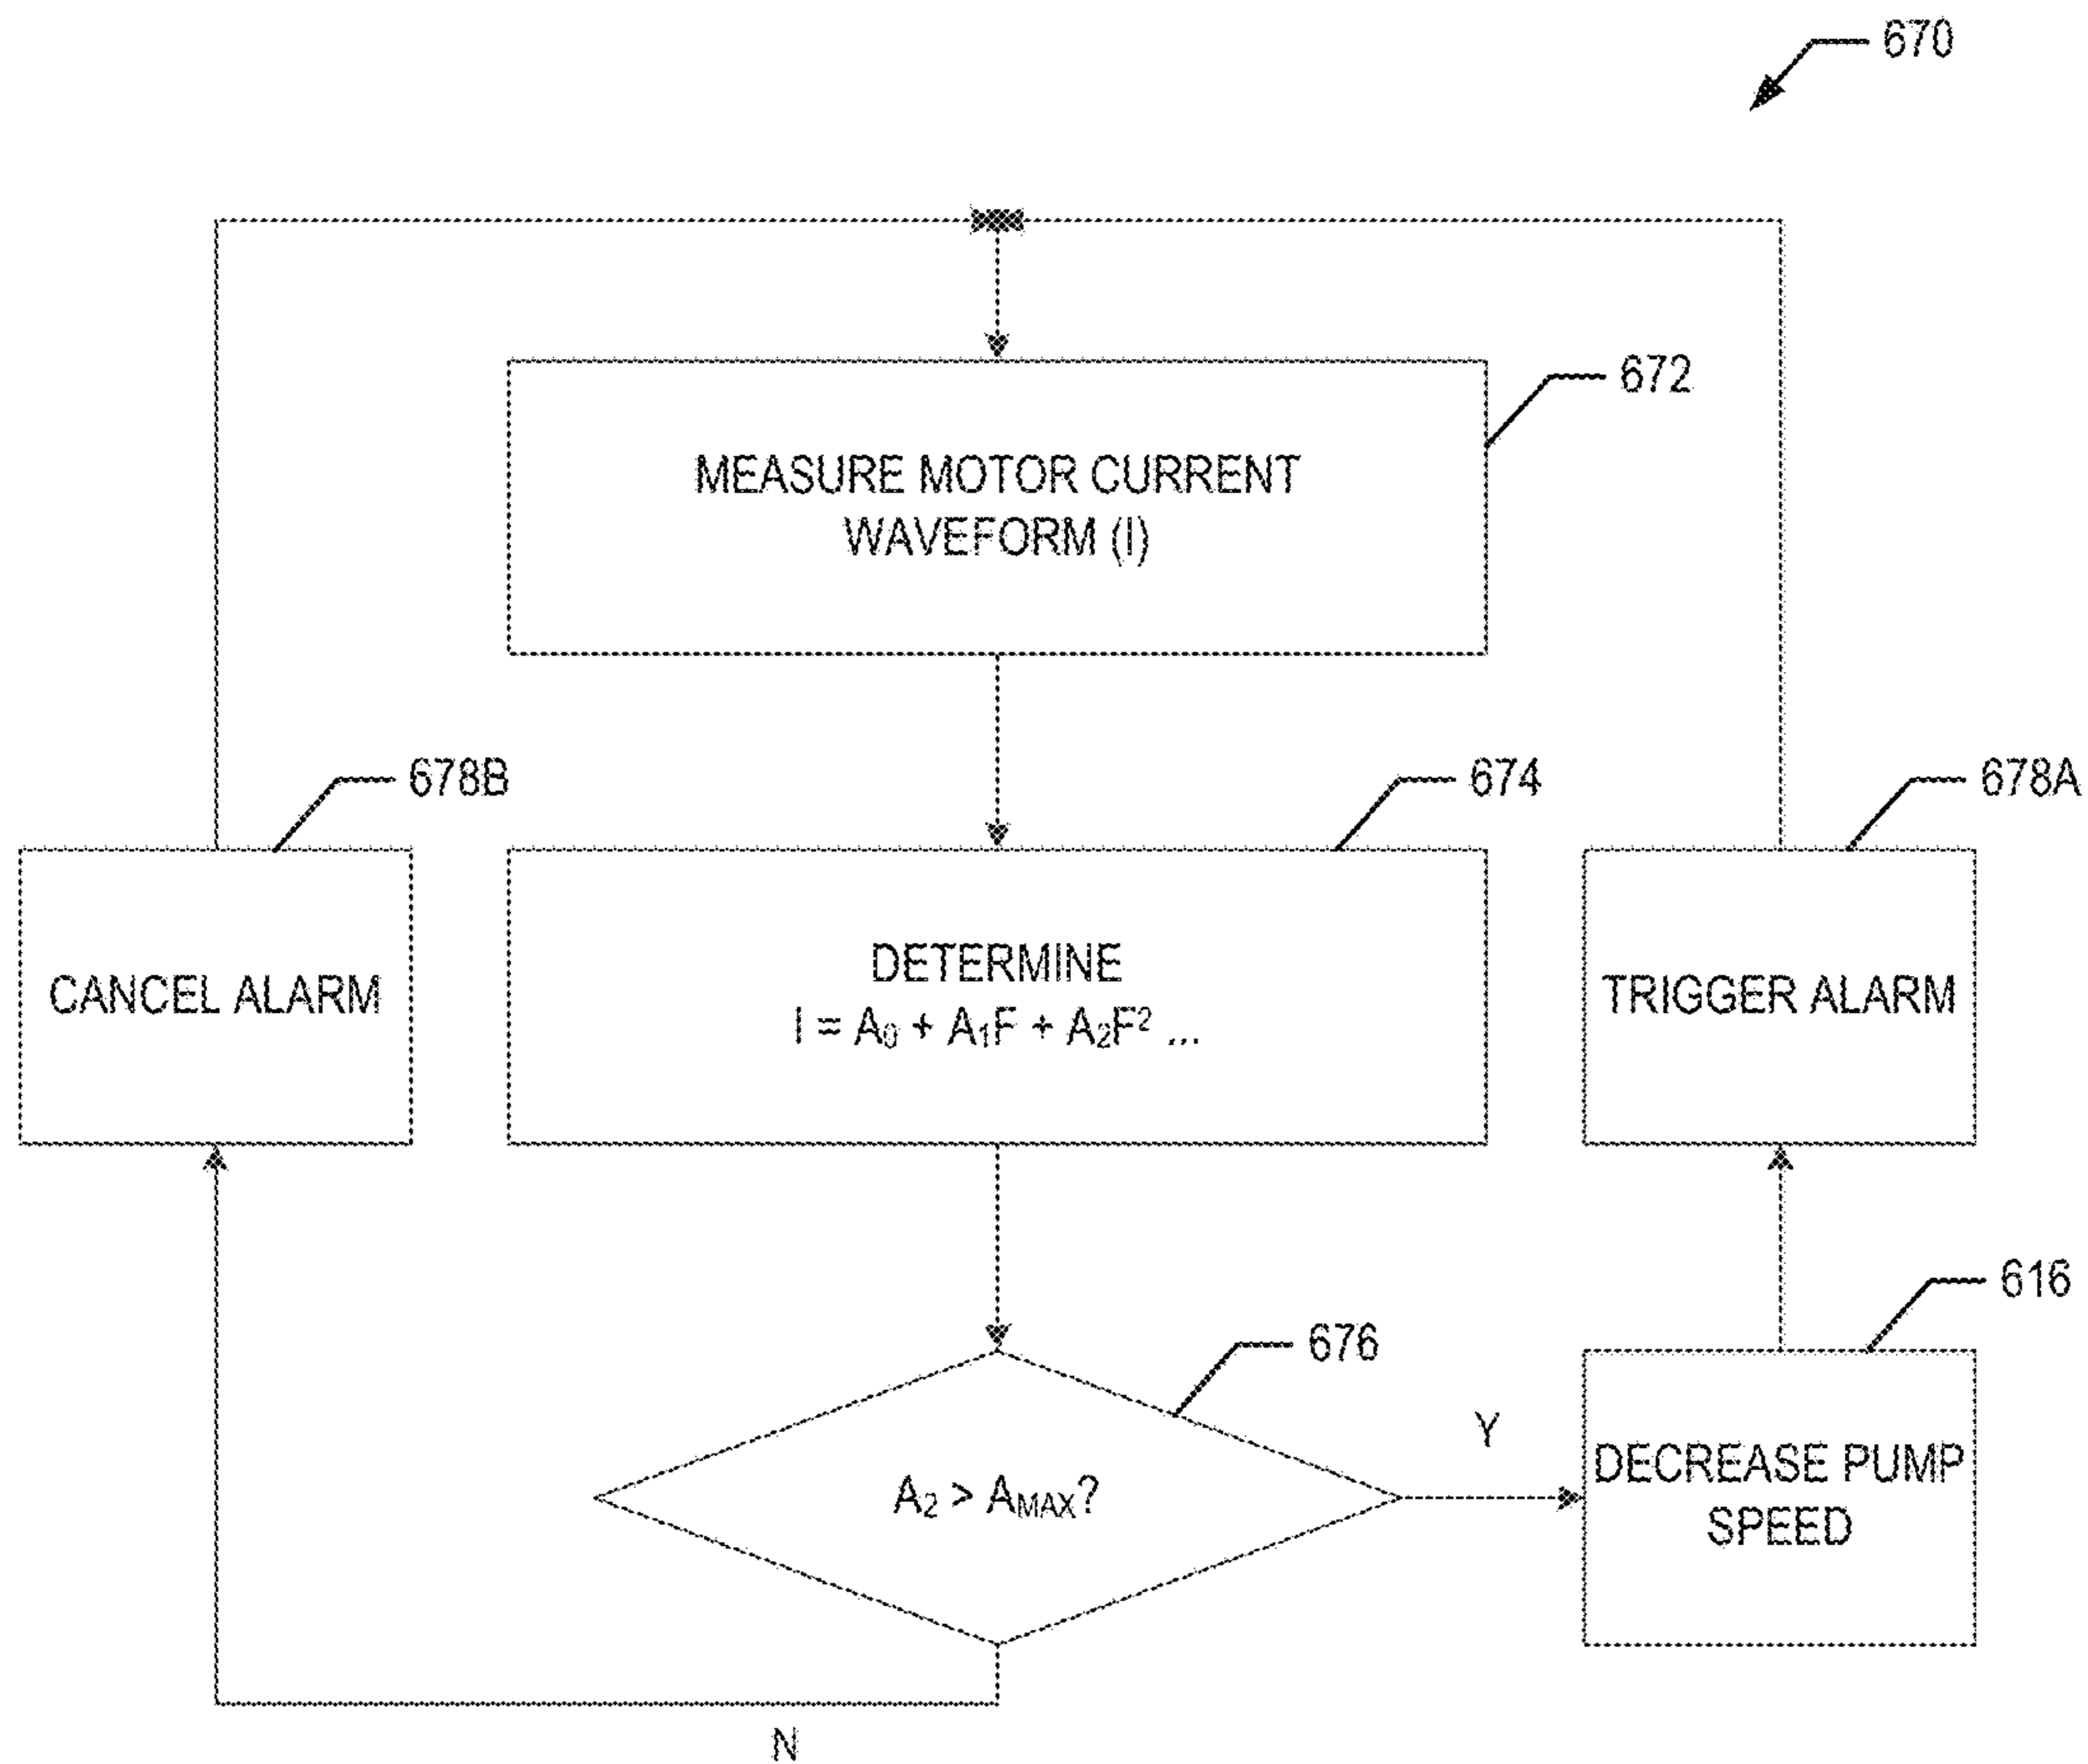 670
MEASURE MOTOR CURRENT
WAVEFORM (I)
672
678B
674
678A
CANCEL ALARM
DETERMINE
I = A₀ + A₁F + A₂F² ...
TRIGGER ALARM
616
676
Y
A₂ > A_MAX?
DECREASE PUMP
SPEED
N